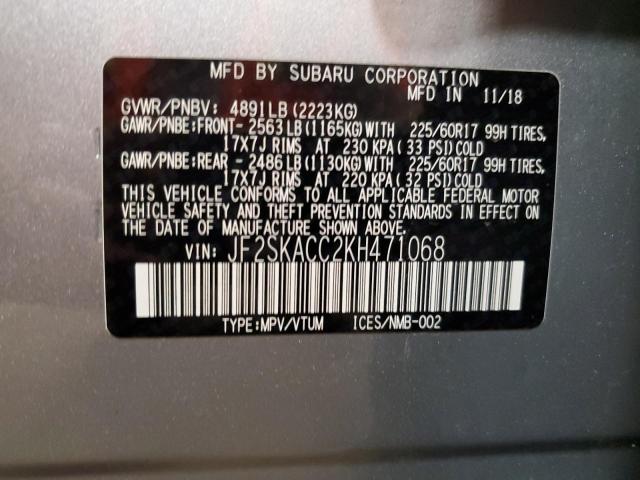 MFD BY SUBARU CORPORATION
MFD IN 11/18
GVWR/PNBV: 4891LB(2223KG)
GAWR/PNBE:FRONT- 2563LB(1165KG)WITH 225/60R17 99H TIRES,
17X7J RIMS AT 230 KPA(33 PSI)COLD
GAWR/PNBE:REAR - 2486LB(1130KG)WITH 225/60R17 99H TIRES,
17X7J RIMS AT 220 KPA(32 PSI)COLD
THIS VEHICLE CONFORMS TO ALL APPLICABLE FEDERAL MOTOR
VEHICLE SAFETY AND THEFT PREVENTION STANDARDS IN EFFECT ON
THE DATE OF MANUFACTURE SHOWN ABOVE.
VIN: JF2SKACC2KH471068
TYPE:MPV/VTUM ICES/NMB-002